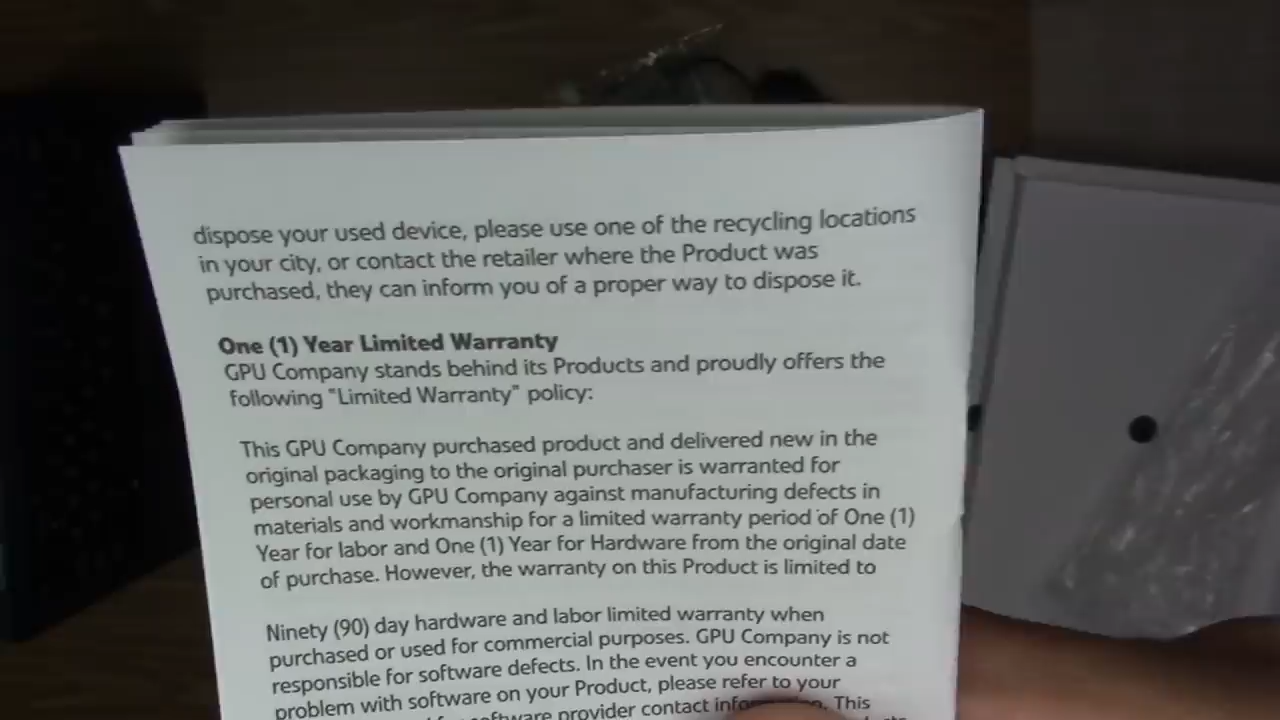 dispose your used device, please use one of the recycling locations
in your city, or contact the retailer where the Product was
purchased, they can inform you of a proper way to dispose it.
One (1) Year Limited Warranty
GPU Company stands behind its Products and proudly offers the
following "Limited Warranty" policy:
This GPU Company purchased product and delivered new in the
original packaging to the original purchaser is warranted for
personal use by GPU Company against manufacturing defects in
materials and workmanship for a limited warranty period of One (1)
Year for labor and One (1) Year for Hardware from the original date
of purchase. However, the warranty on this Product is limited to
Ninety (90) day hardware and labor limited warranty when
purchased or used for commercial purposes. GPU Company is not
responsible for software defects. In the event you encounter a
problem with software on your Product, please refer to your
software provider contact This